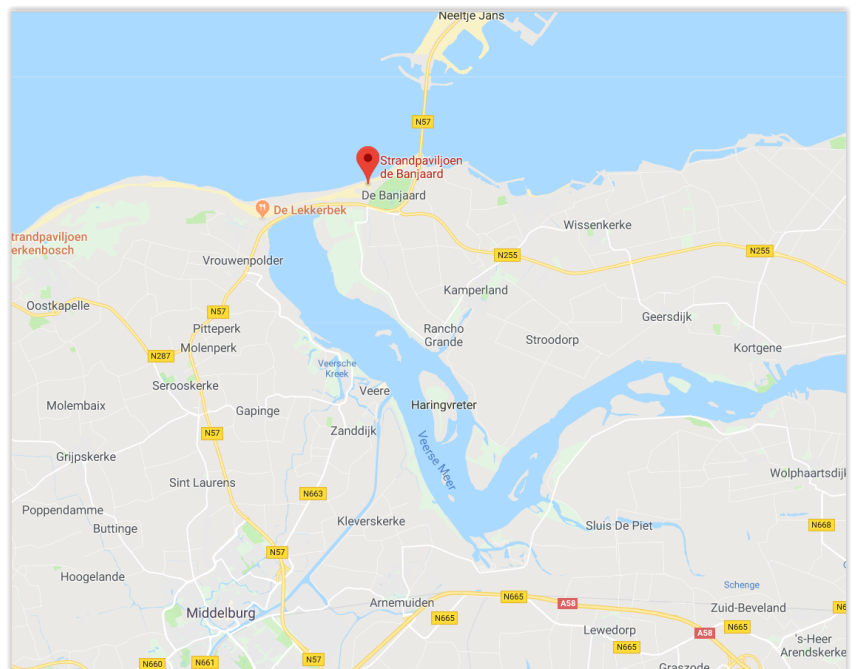 Neeltje Jans
N57
Strandpaviljoen
de Banjaard
De Banjaard
De Lekkerbek
trandpaviljoen
erkenbosch
Wissenkerke
N255
N255
Vrouwenpolder
Kamperland
Oostkapelle
N57
Geersdijk
Pitteperk
Rancho
Grande
Molenperk
Stroodorp
Kortgene
N287
Veersche
Kreek
Serooskerke
Veere
Molembaix
Gapinge
Haringvreter
N57
Zanddijk
Veerse Meer
Grijpskerke
Sint Laurens
Wolphaartsdijk
N663
Poppendamme
Kleverskerke
Buttinge
Sluis De Piet
N668
N57
Hoogelande
Schenge
Middelburg
Arnemuiden
N665
A58
Zuid-Beveland
N6
N665
Lewedorp
A58
N665
's-Heer
Arendskerke
N665
N660
N661
N57
Graszode